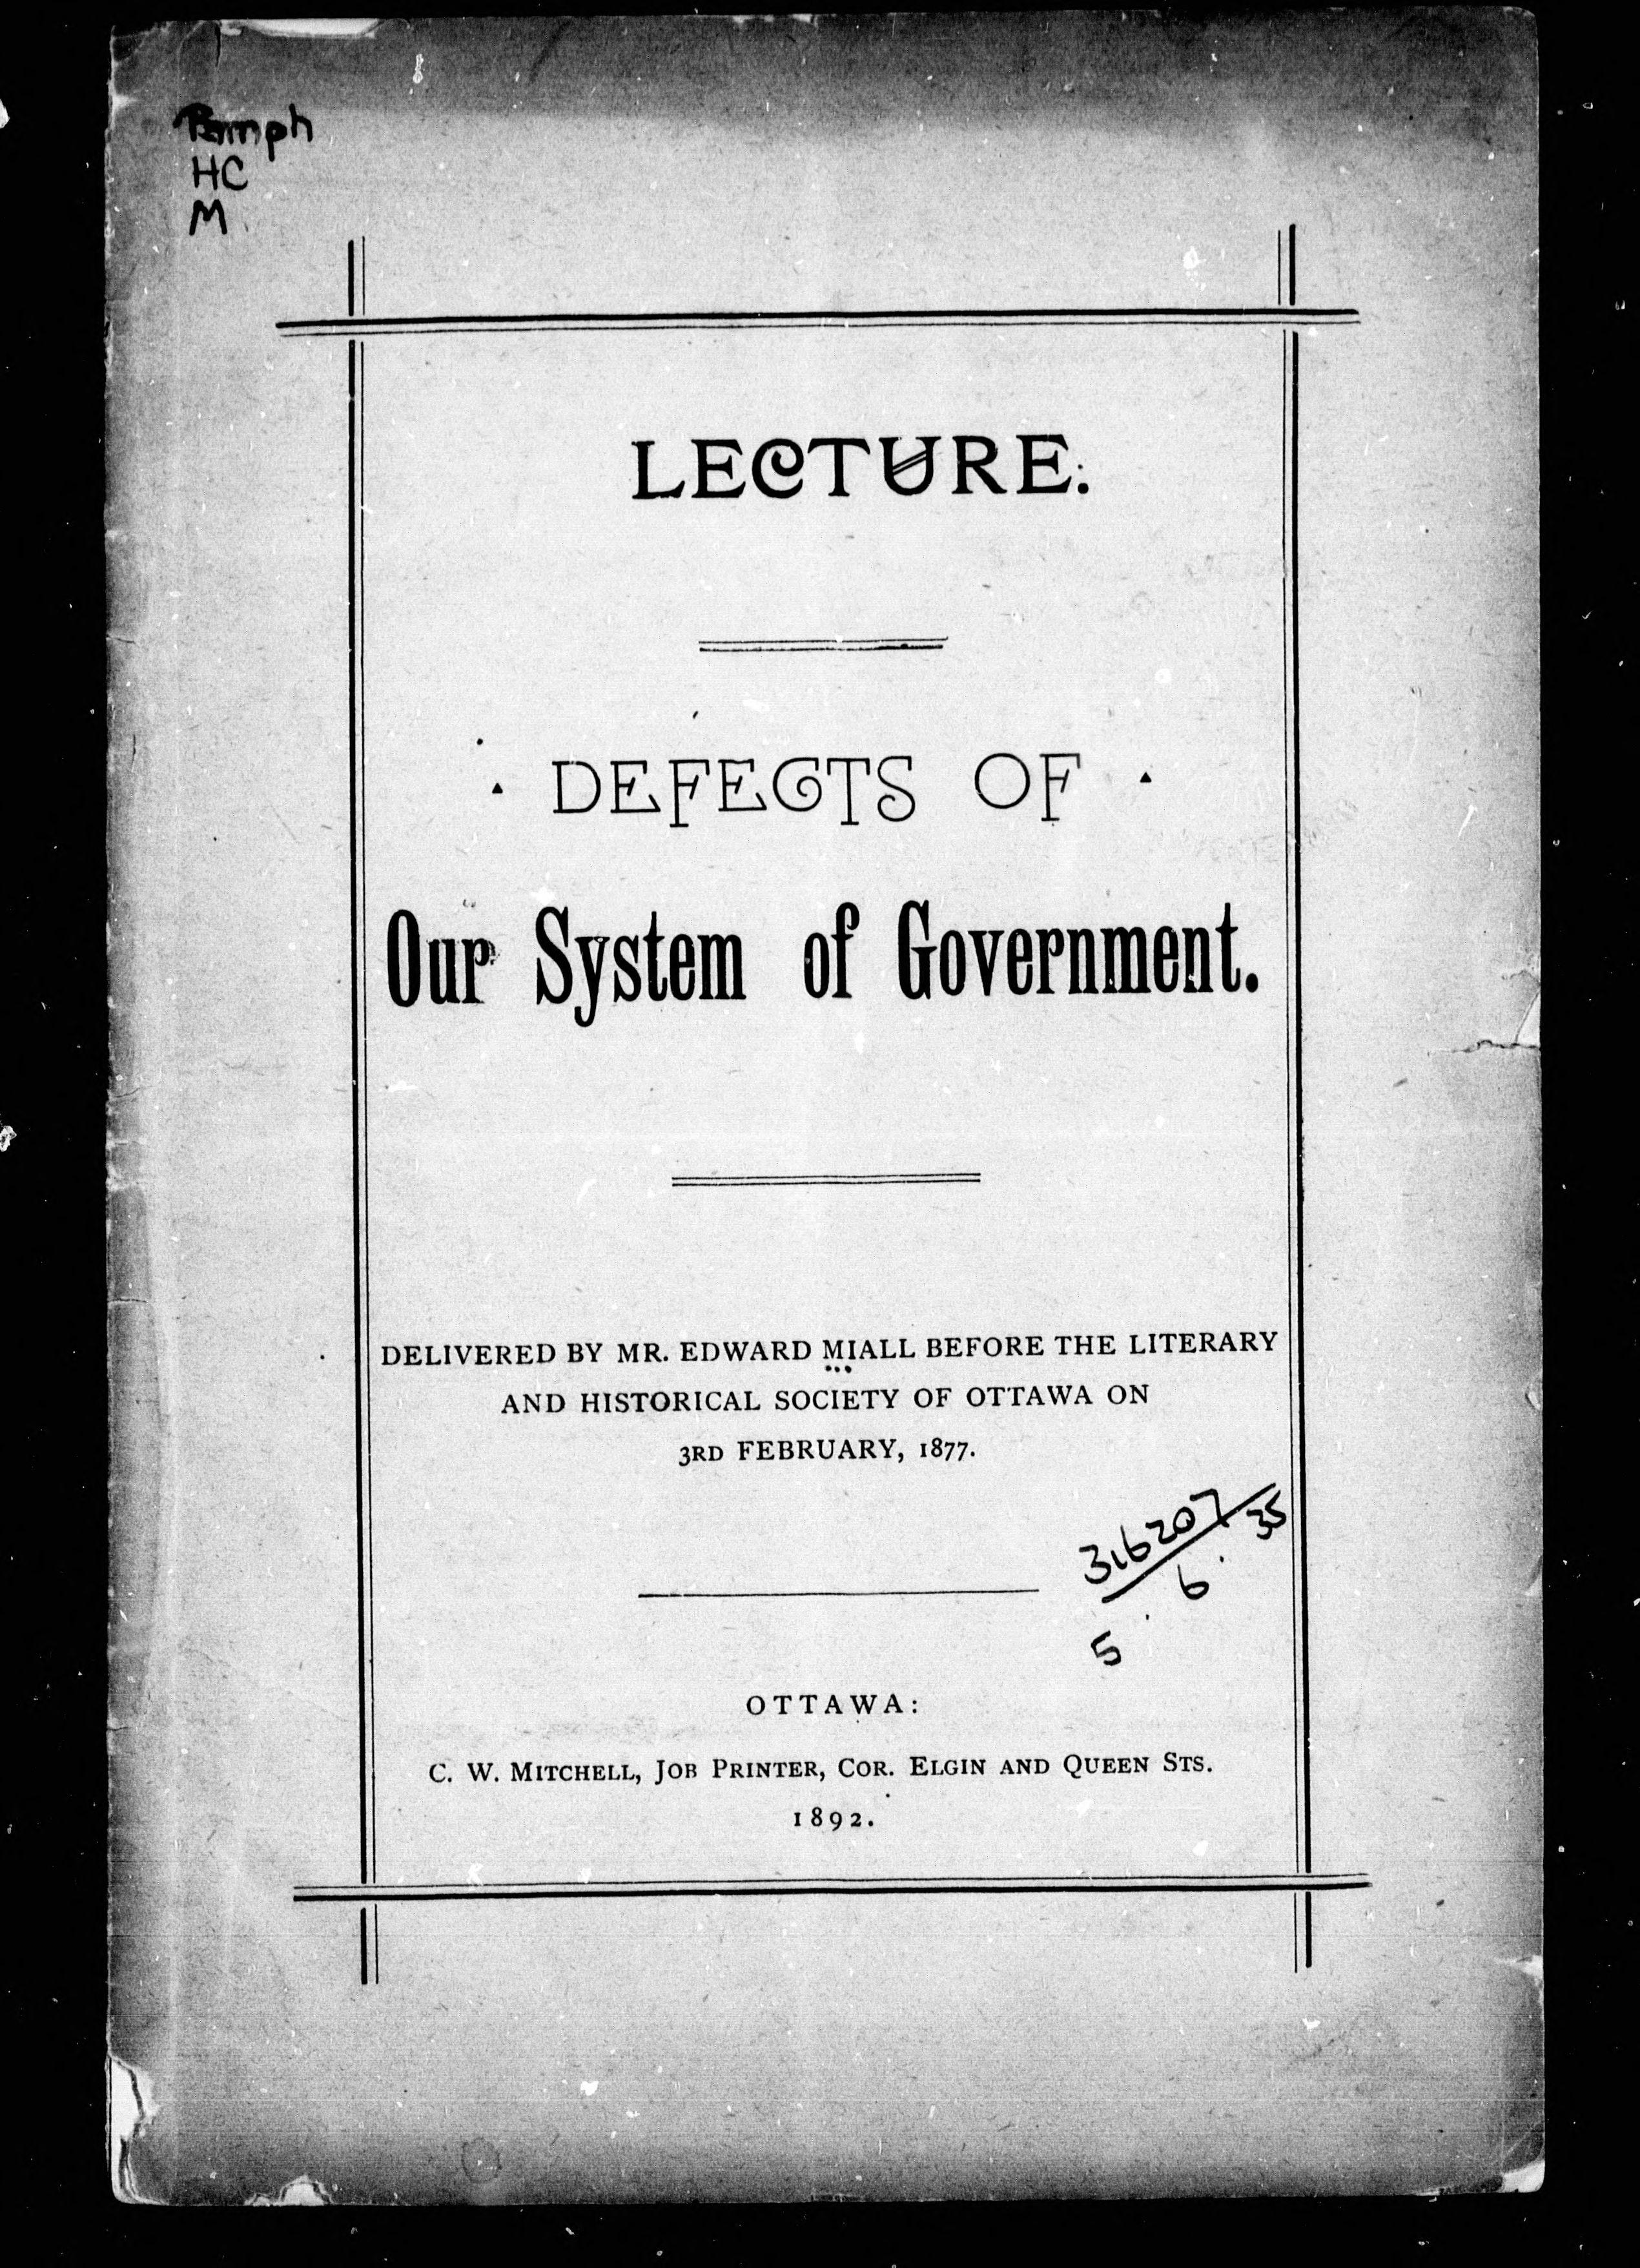 Pamph
HC
M
LECTURE:
DEFECTS OF
Our System of Government.
DELIVERED BY MR. EDWARD MIALL BEFORE THE LITERARY
AND HISTORICAL SOCIETY OF OTTAWA ON
3RD FEBRUARY, 1877.
316207
6 . 35
5
OTTAWA:
C. W. MITCHELL, JOB PRINTER, COR. ELGIN AND QUEEN STS.
1892.